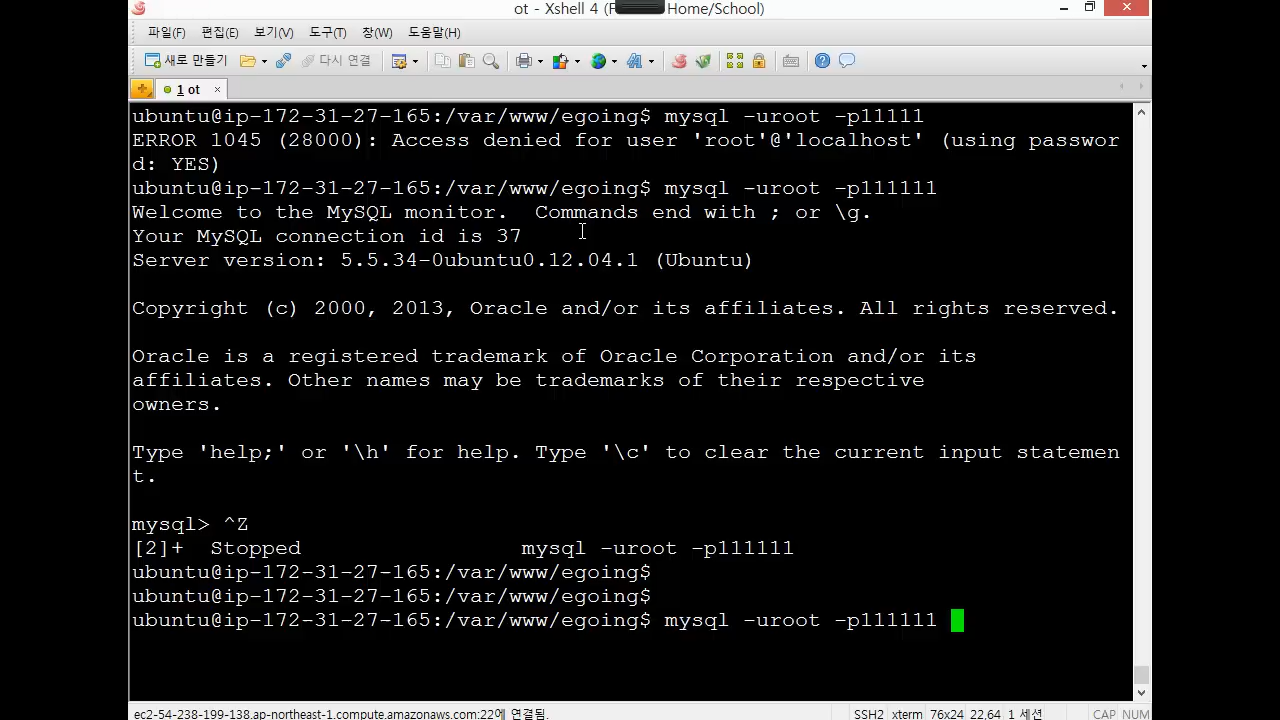 ot - Xshell 4 (F Home/School)
파일(F) 편집(E) 보기(V) 도구(T) 창(W) 도움말(H)
새로 만들기 다시 연결
1 ot
ubuntu@ip-172-31-27-165:/var/www/egoing$ mysql -uroot -p11111
ERROR 1045 (28000): Access denied for user 'root'@'localhost' (using passwor
d: YES)
ubuntu@ip-172-31-27-165:/var/www/egoing$ mysql -uroot -p111111
Welcome to the MySQL monitor.  Commands end with ; or \g.
Your MySQL connection id is 37
Server version: 5.5.34-0ubuntu0.12.04.1 (Ubuntu)
Copyright (c) 2000, 2013, Oracle and/or its affiliates. All rights reserved.
Oracle is a registered trademark of Oracle Corporation and/or its
affiliates. Other names may be trademarks of their respective
owners.
Type 'help;' or '\h' for help. Type '\c' to clear the current input statemen
t.
mysql> ^Z
[2]+  Stopped                 mysql -uroot -p111111
ubuntu@ip-172-31-27-165:/var/www/egoing$
ubuntu@ip-172-31-27-165:/var/www/egoing$
ubuntu@ip-172-31-27-165:/var/www/egoing$ mysql -uroot -p111111
ec2-54-238-199-138.ap-northeast-1.compute.amazonaws.com:22에 연결됨. SSH2 xterm 76x24 22,64 1 세션 CAP NUM